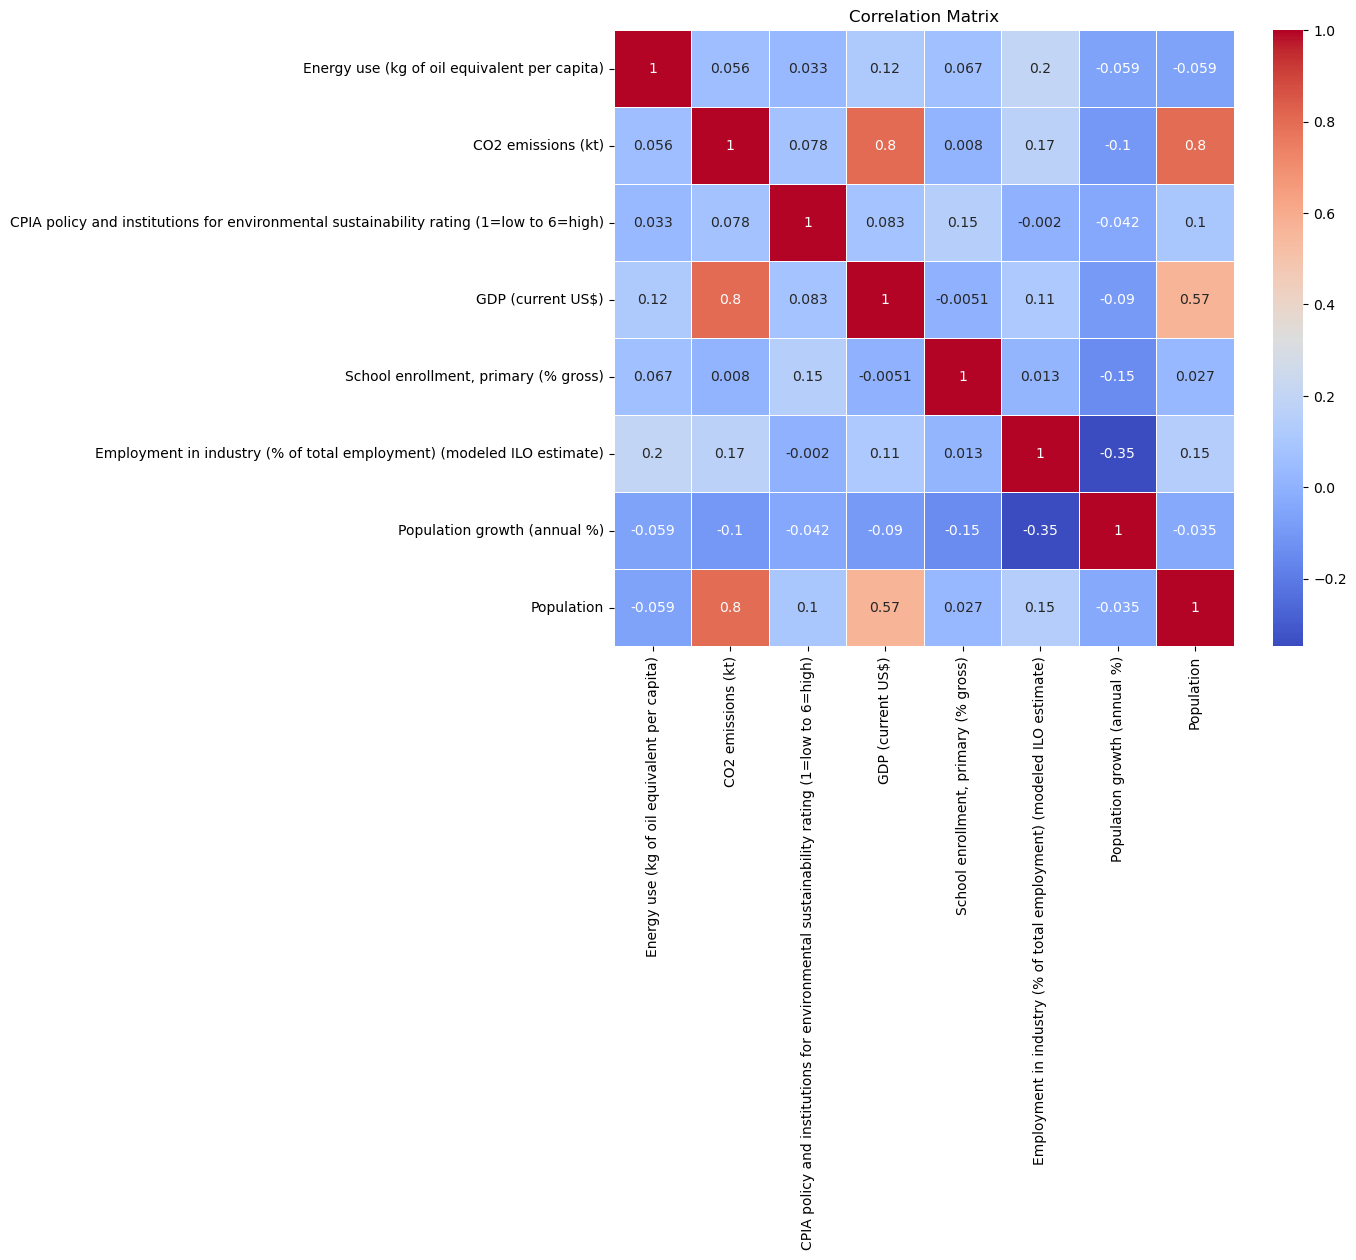 Correlation Matrix
Energy use (kg of oil equivalent per capita) 1 0.056 0.033 0.12 0.067 0.2 -0.059 -0.059
CO2 emissions (kt) 0.056 1 0.078 0.8 0.008 0.17 -0.1 0.8
CPIA policy and institutions for environmental sustainability rating (1=low to 6=high) 0.033 0.078 1 0.083 0.15 -0.002 -0.042 0.1
GDP (current US$) 0.12 0.8 0.083 1 -0.0051 0.11 -0.09 0.57
School enrollment, primary (% gross) 0.067 0.008 0.15 -0.0051 1 0.013 -0.15 0.027
Employment in industry (% of total employment) (modeled ILO estimate) 0.2 0.17 -0.002 0.11 0.013 1 -0.35 0.15
Population growth (annual %) -0.059 -0.1 -0.042 -0.09 -0.15 -0.35 1 -0.035
Population -0.059 0.8 0.1 0.57 0.027 0.15 -0.035 1
Energy use (kg of oil equivalent per capita)
CO2 emissions (kt)
CPIA policy and institutions for environmental sustainability rating (1=low to 6=high)
GDP (current US$)
School enrollment, primary (% gross)
Employment in industry (% of total employment) (modeled ILO estimate)
Population growth (annual %)
Population
1.0
0.8
0.6
0.4
0.2
0.0
−0.2